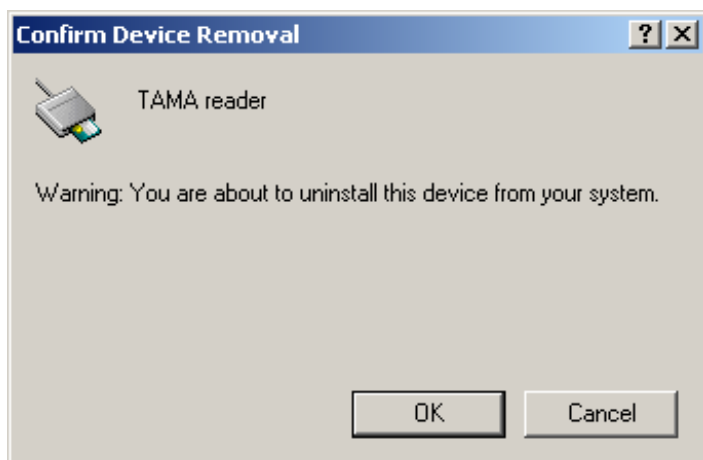 Confirm Device Removal
TAMA reader
Warning: You are about to uninstall this device from your system.
OK
Cancel